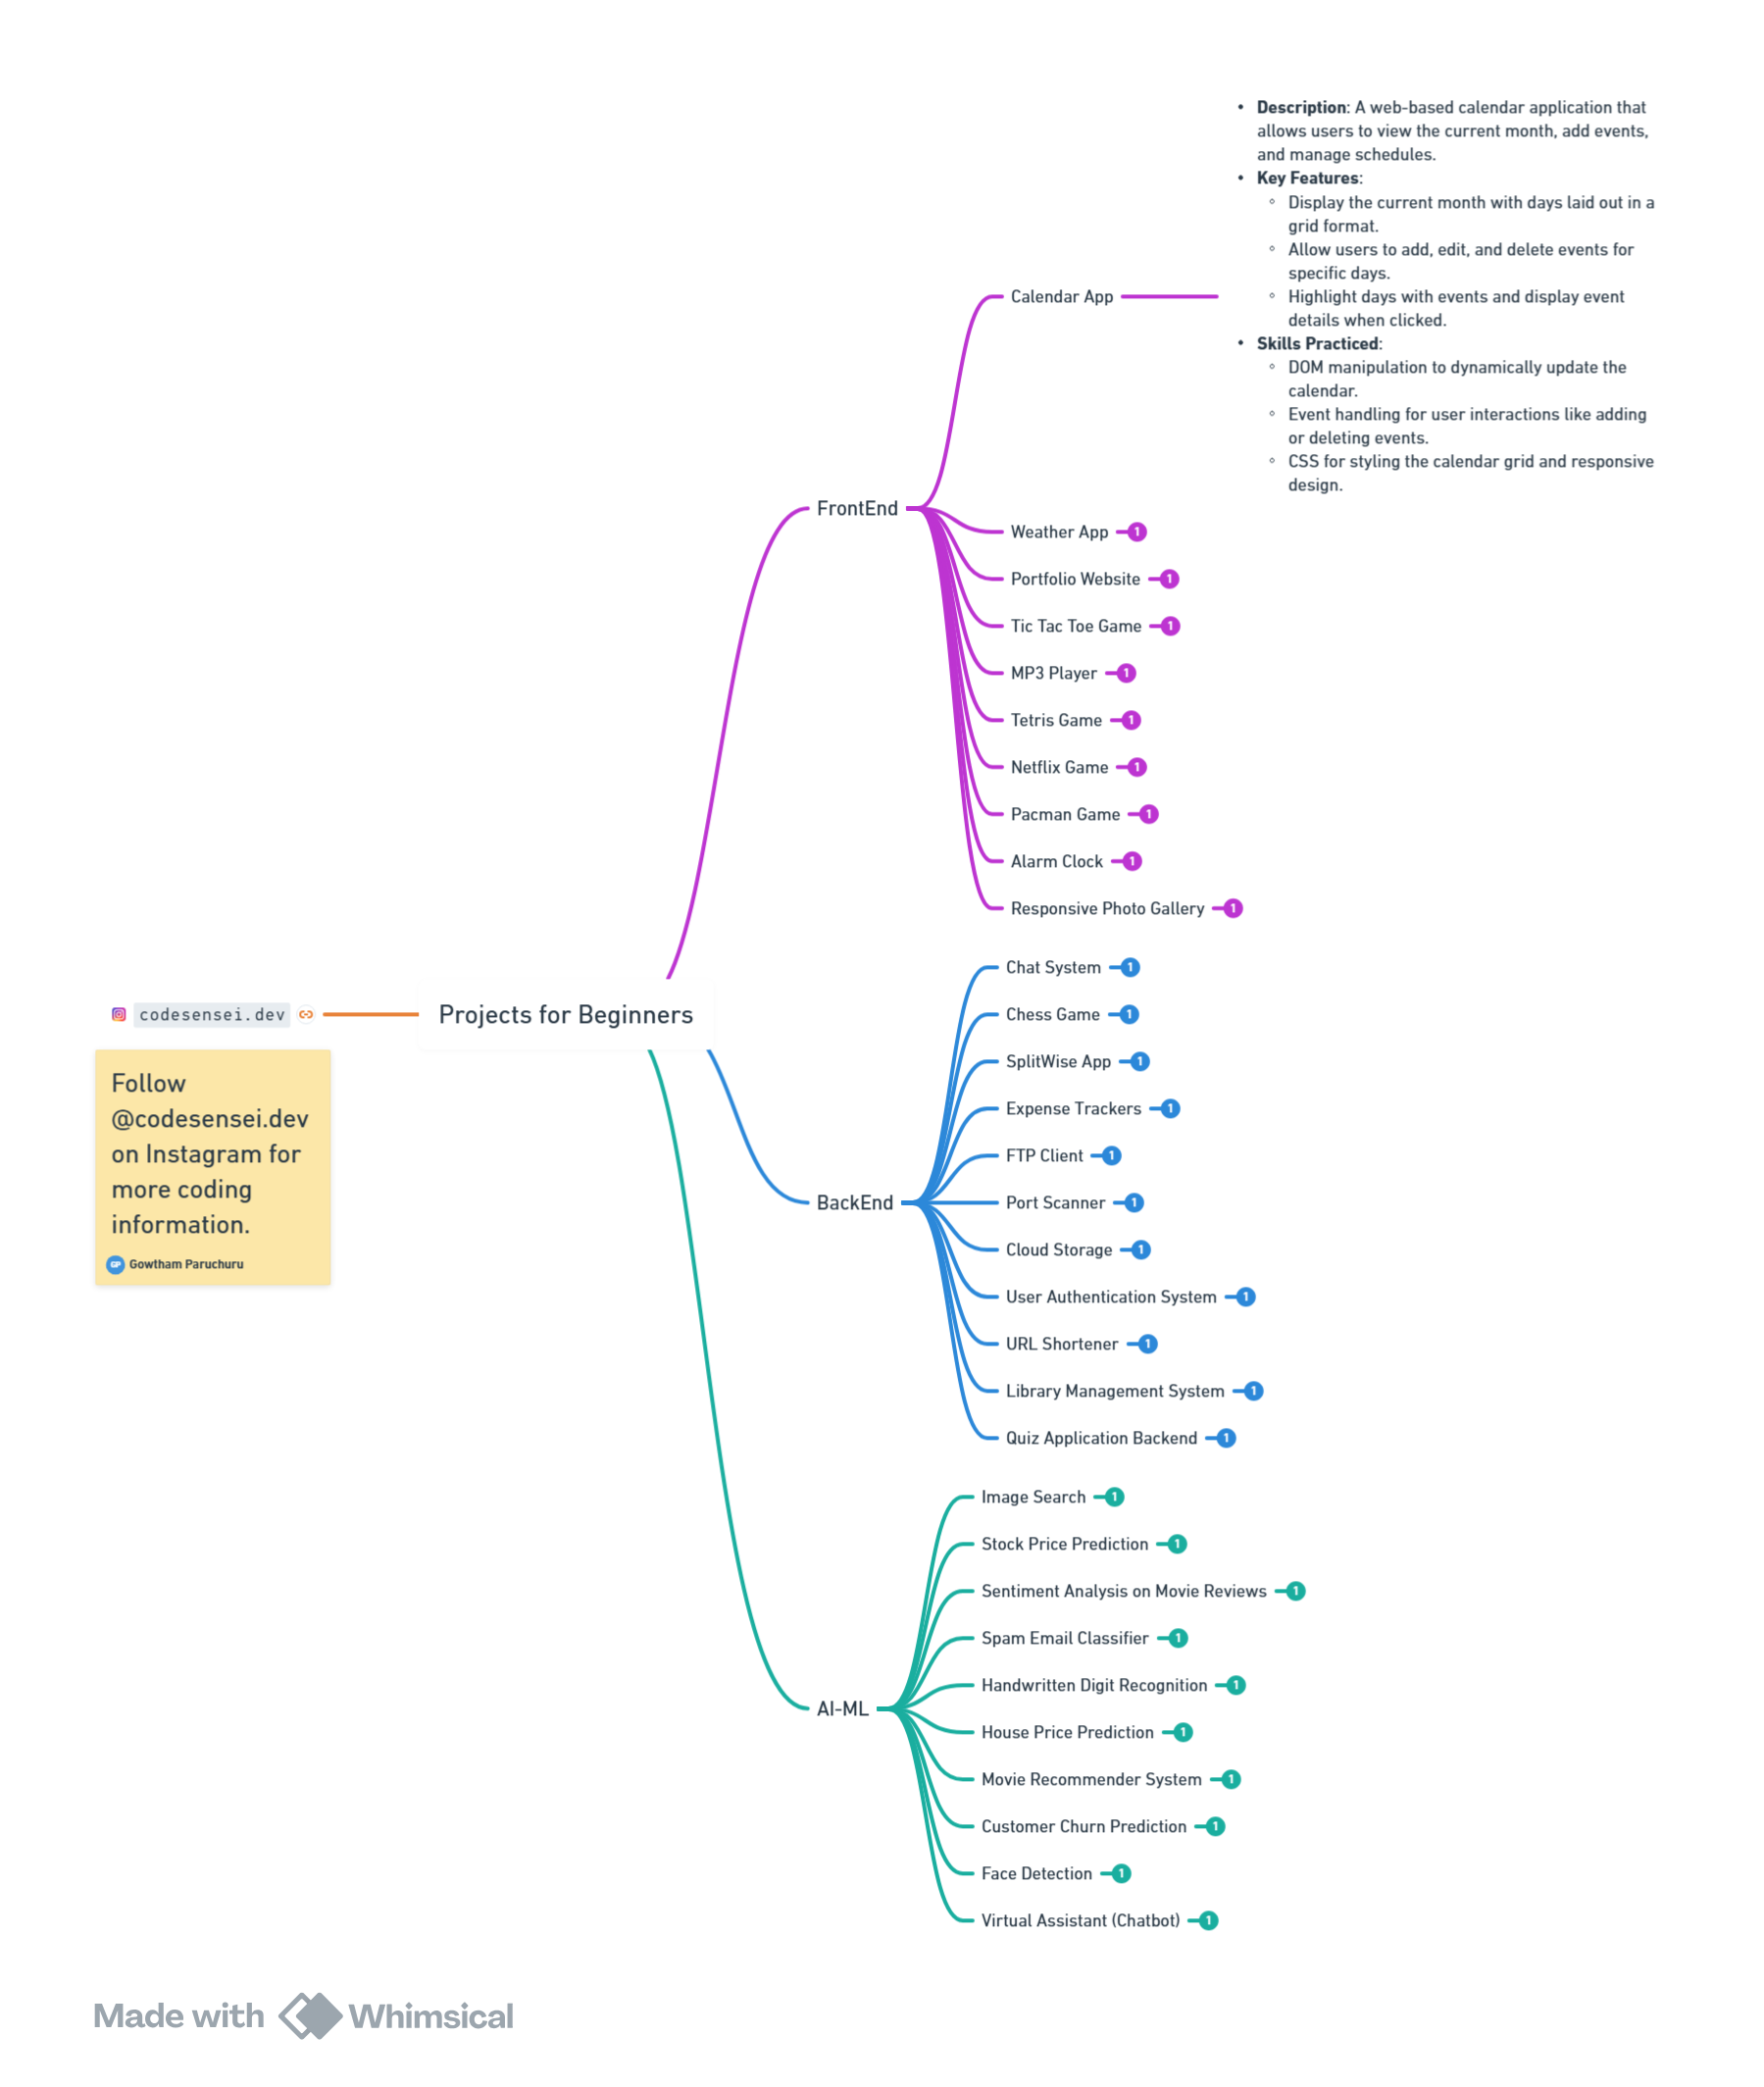 • Description: A web-based calendar application that
allows users to view the current month, add events,
and manage schedules.
• Key Features:
◦ Display the current month with days laid out in a
grid format.
◦ Allow users to add, edit, and delete events for
specific days.
◦ Highlight days with events and display event
details when clicked.
• Skills Practiced:
◦ DOM manipulation to dynamically update the
calendar.
◦ Event handling for user interactions like adding
or deleting events.
◦ CSS for styling the calendar grid and responsive
design.
Calendar App
FrontEnd
Weather App 1
Portfolio Website 1
Tic Tac Toe Game 1
MP3 Player 1
Tetris Game 1
Netflix Game 1
Pacman Game 1
Alarm Clock 1
Responsive Photo Gallery 1
codesensei.dev
Projects for Beginners
Follow
@codesensei.dev
on Instagram for
more coding
information.
GP Gowtham Paruchuru
BackEnd
Chat System 1
Chess Game 1
SplitWise App 1
Expense Trackers 1
FTP Client 1
Port Scanner 1
Cloud Storage 1
User Authentication System 1
URL Shortener 1
Library Management System 1
Quiz Application Backend 1
AI-ML
Image Search 1
Stock Price Prediction 1
Sentiment Analysis on Movie Reviews 1
Spam Email Classifier 1
Handwritten Digit Recognition 1
House Price Prediction 1
Movie Recommender System 1
Customer Churn Prediction 1
Face Detection 1
Virtual Assistant (Chatbot) 1
Made with Whimsical